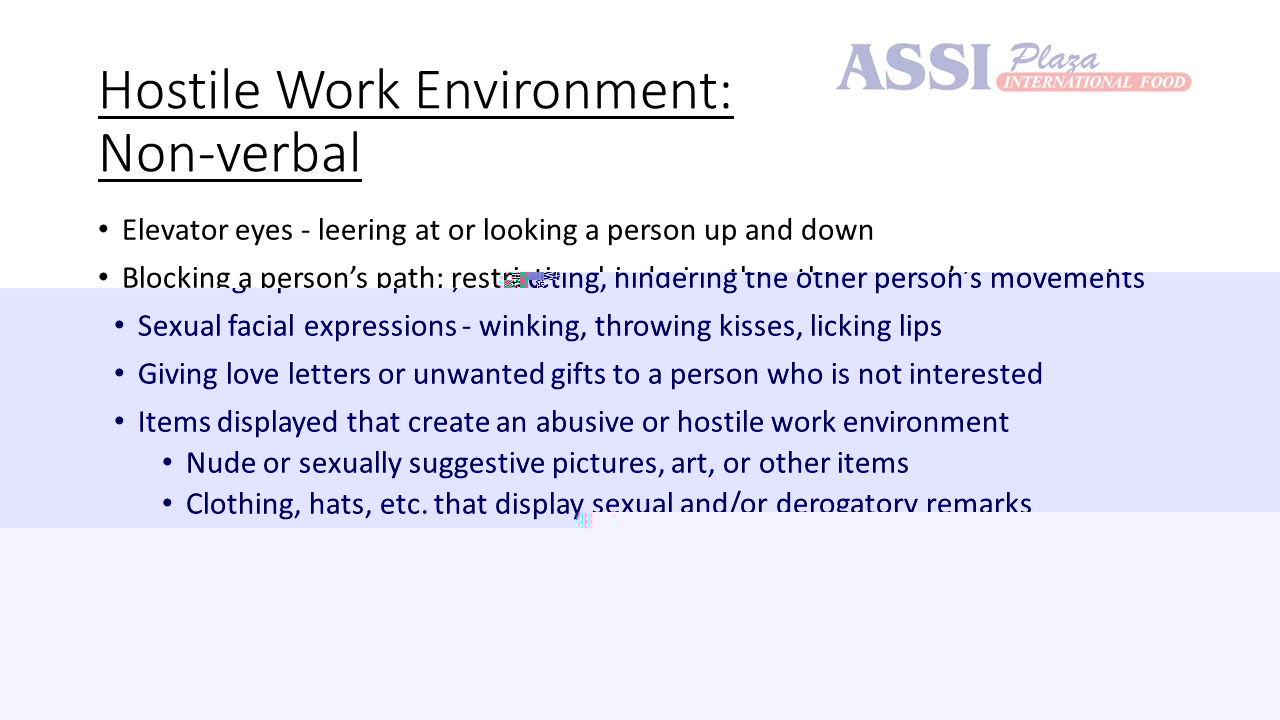 ASSI Plaza
INTERNATIONAL FOOD
Hostile Work Environment:
Non-verbal
• Elevator eyes - leering at or looking a person up and down
• Blocking a person's path: hindering the other person's movements
• Sexual facial expressions - winking, throwing kisses, licking lips
• Giving love letters or unwanted gifts to a person who is not interested
• Items displayed that create an abusive or hostile work environment
• Nude or sexually suggestive pictures, art, or other items
• Clothing, hats, etc. that display sexual and/or derogatory remarks